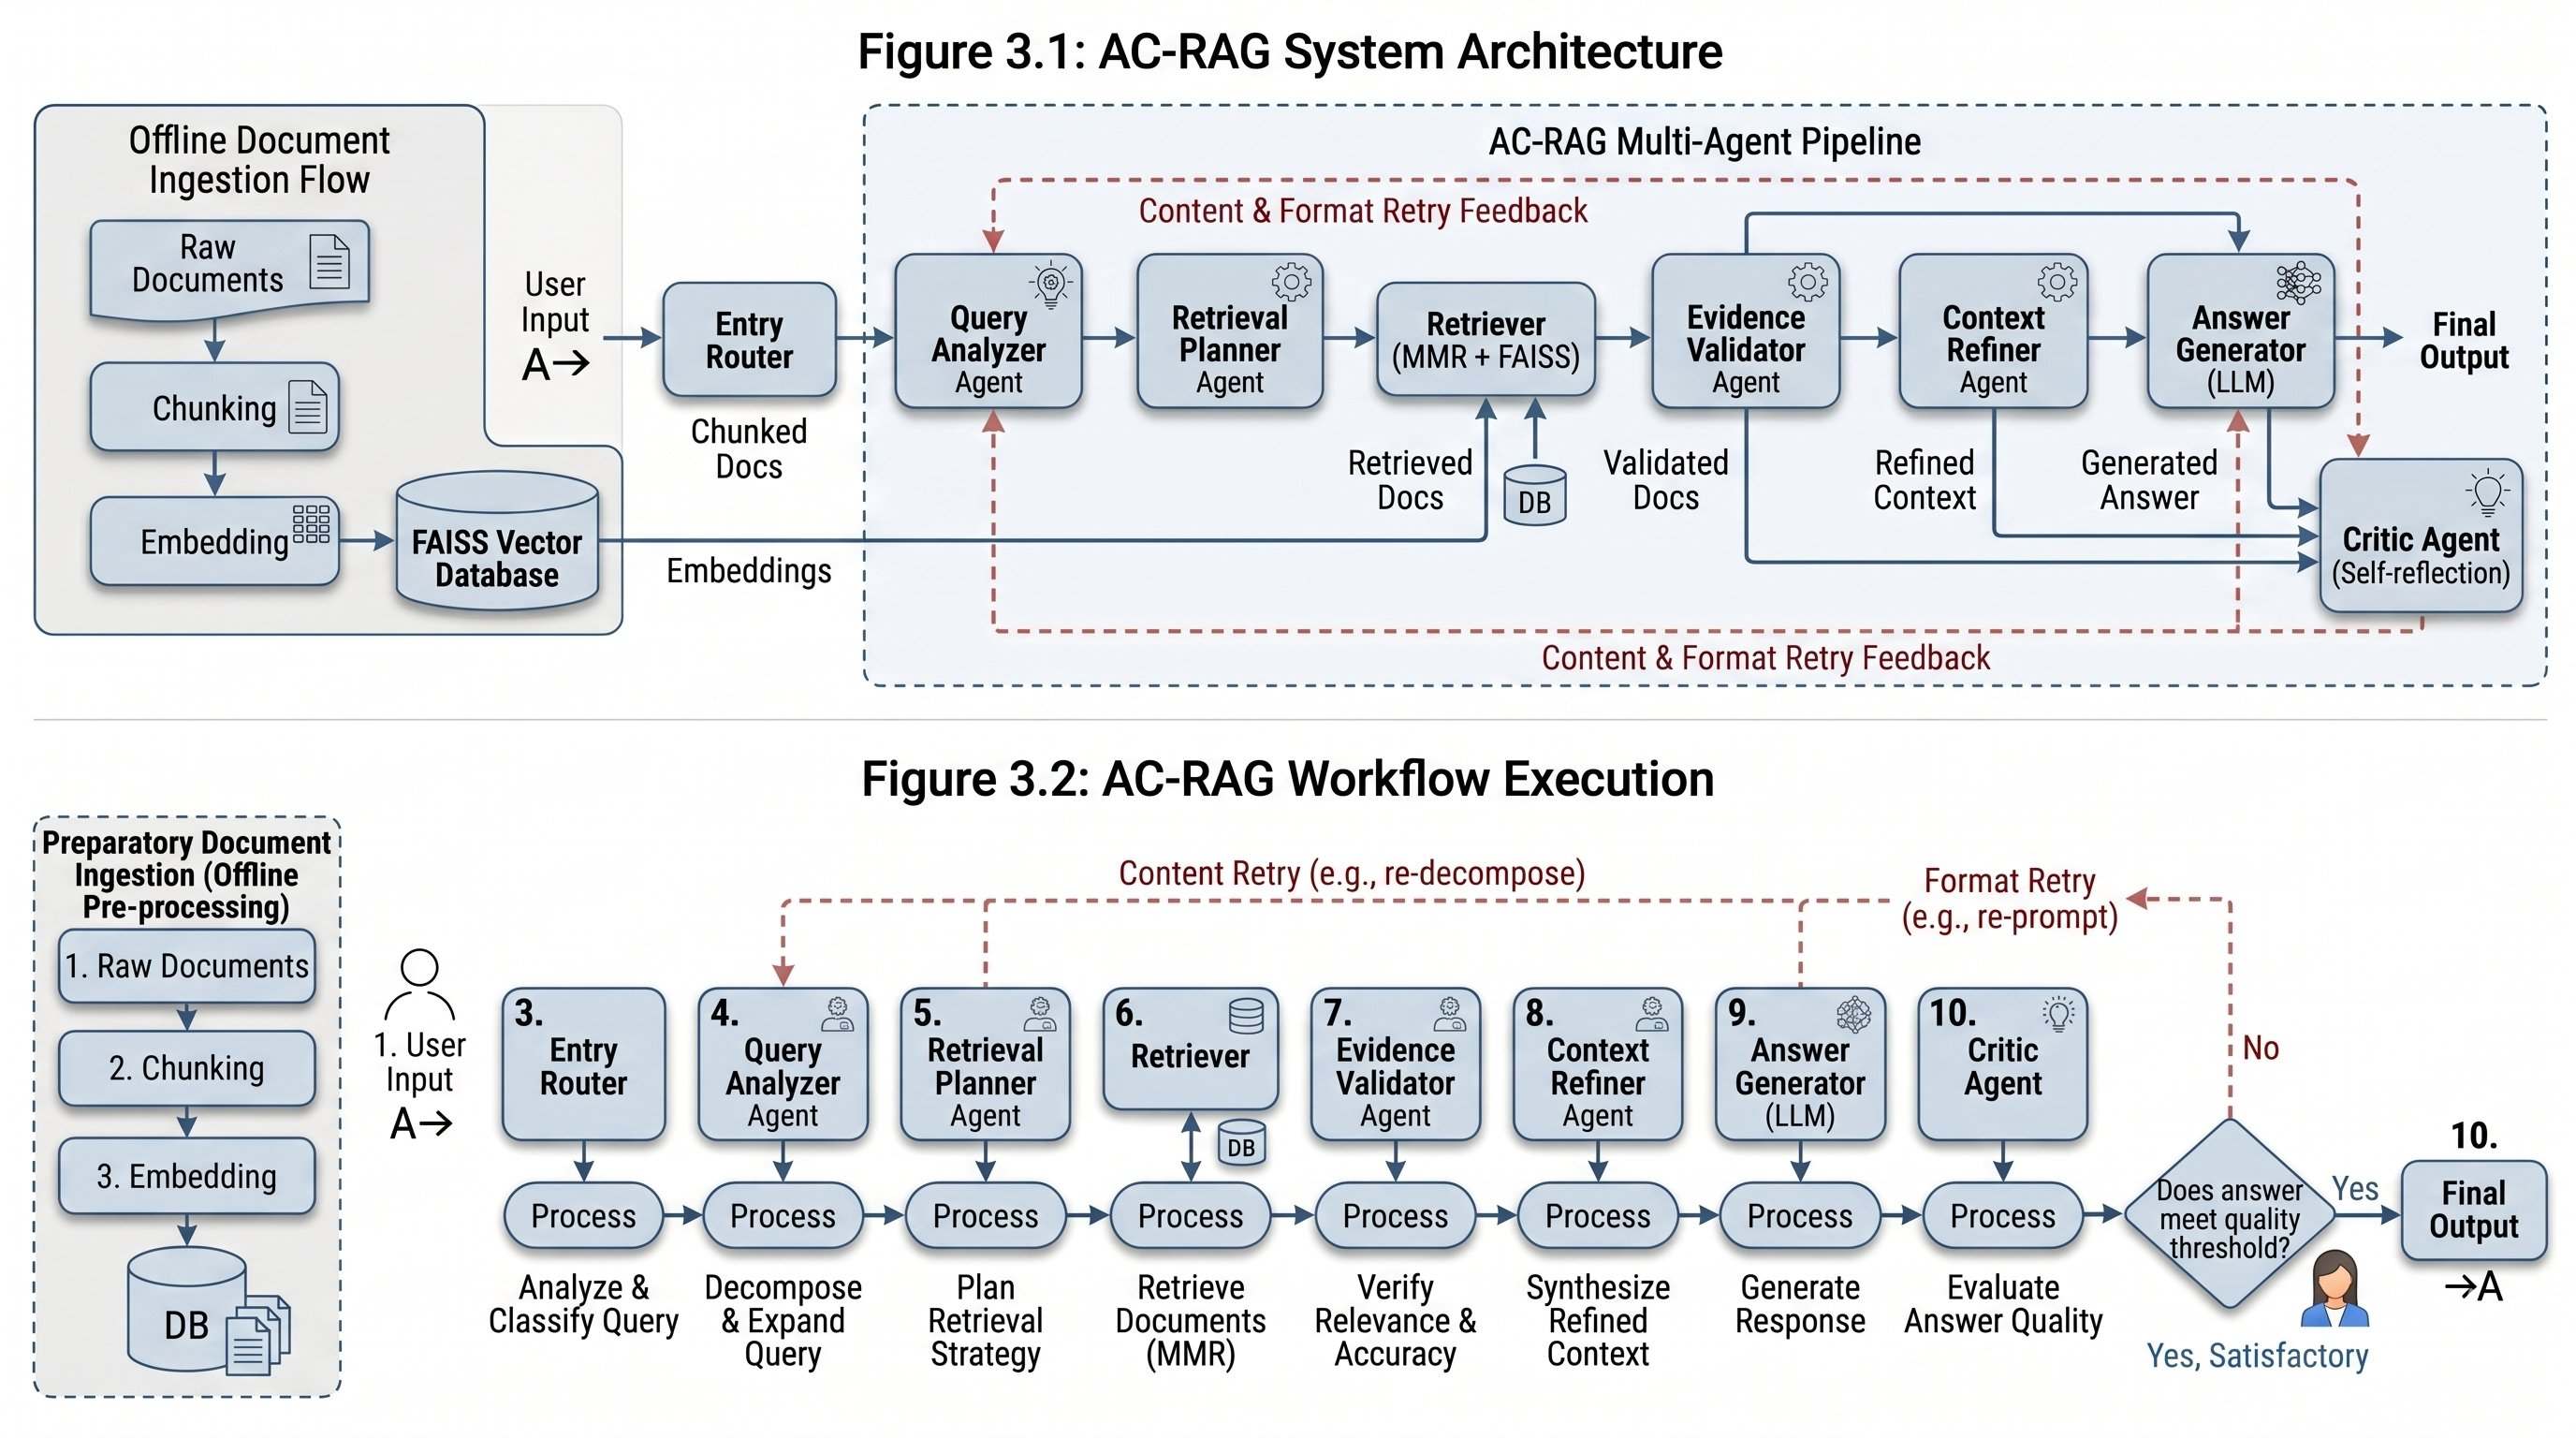 Figure 3.1: AC-RAG System Architecture
Offline Document
Ingestion Flow
Raw
Documents
Chunking
Embedding
FAISS Vector
Database
User
Input
A→
Entry
Router
Chunked
Docs
Embeddings
AC-RAG Multi-Agent Pipeline
Content & Format Retry Feedback
Query
Analyzer
Agent
Retrieval
Planner
Agent
Retriever
(MMR + FAISS)
Evidence
Validator
Agent
Context
Refiner
Agent
Answer
Generator
(LLM)
Final
Output
Retrieved
Docs
DB
Validated
Docs
Refined
Context
Generated
Answer
Critic Agent
(Self-reflection)
Content & Format Retry Feedback
Figure 3.2: AC-RAG Workflow Execution
Preparatory Document
Ingestion (Offline
Pre-processing)
1. Raw Documents
2. Chunking
3. Embedding
DB
1. User
Input
A→
Content Retry (e.g., re-decompose)
Format Retry
(e.g., re-prompt)
3.
Entry
Router
4.
Query
Analyzer
Agent
5.
Retrieval
Planner
Agent
6.
Retriever
DB
7.
Evidence
Validator
Agent
8.
Context
Refiner
Agent
9.
Answer
Generator
(LLM)
10.
Critic
Agent
No
Process
Process
Process
Process
Process
Process
Process
Process
Does answer
meet quality
threshold?
Yes
10.
Final
Output
→A
Analyze &
Classify Query
Decompose
& Expand
Query
Plan
Retrieval
Strategy
Retrieve
Documents
(MMR)
Verify
Relevance &
Accuracy
Synthesize
Refined
Context
Generate
Response
Evaluate
Answer Quality
Yes, Satisfactory